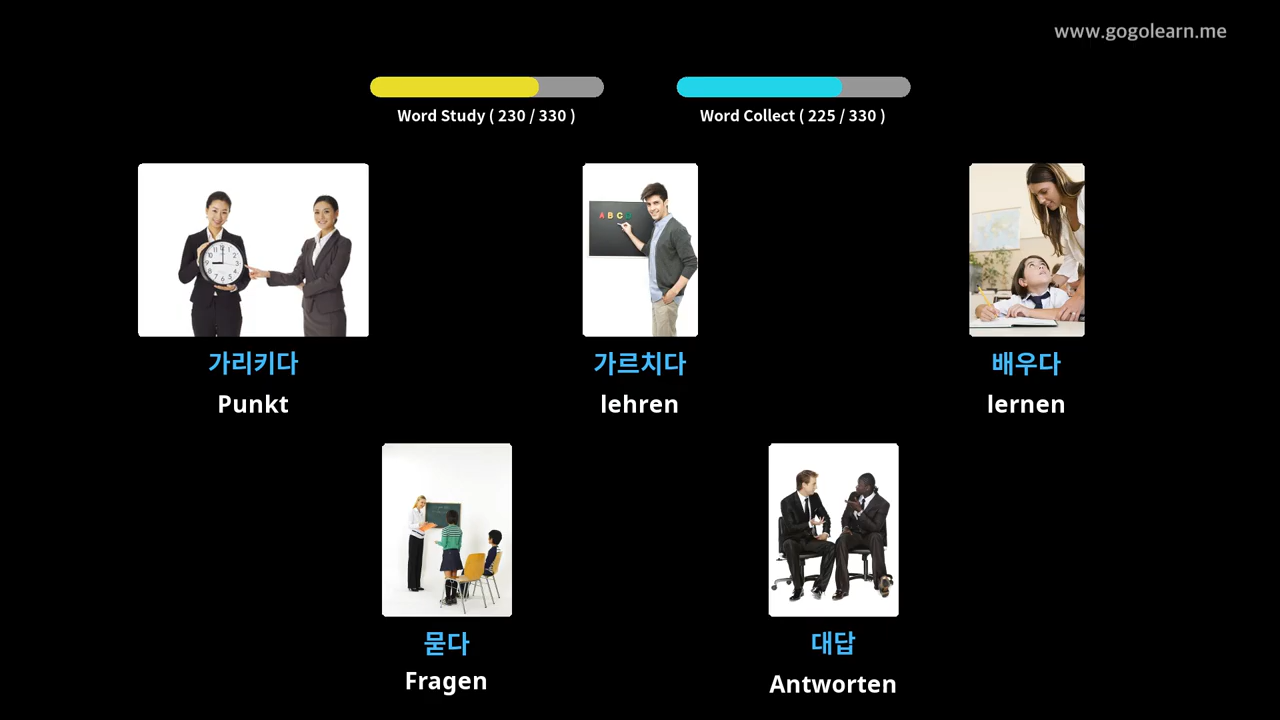 www.gogolearn.me
Word Study ( 230 / 330 )
Word Collect ( 225 / 330 )
A B C D
가리키다
Punkt
가르치다
lehren
배우다
lernen
묻다
Fragen
대답
Antworten